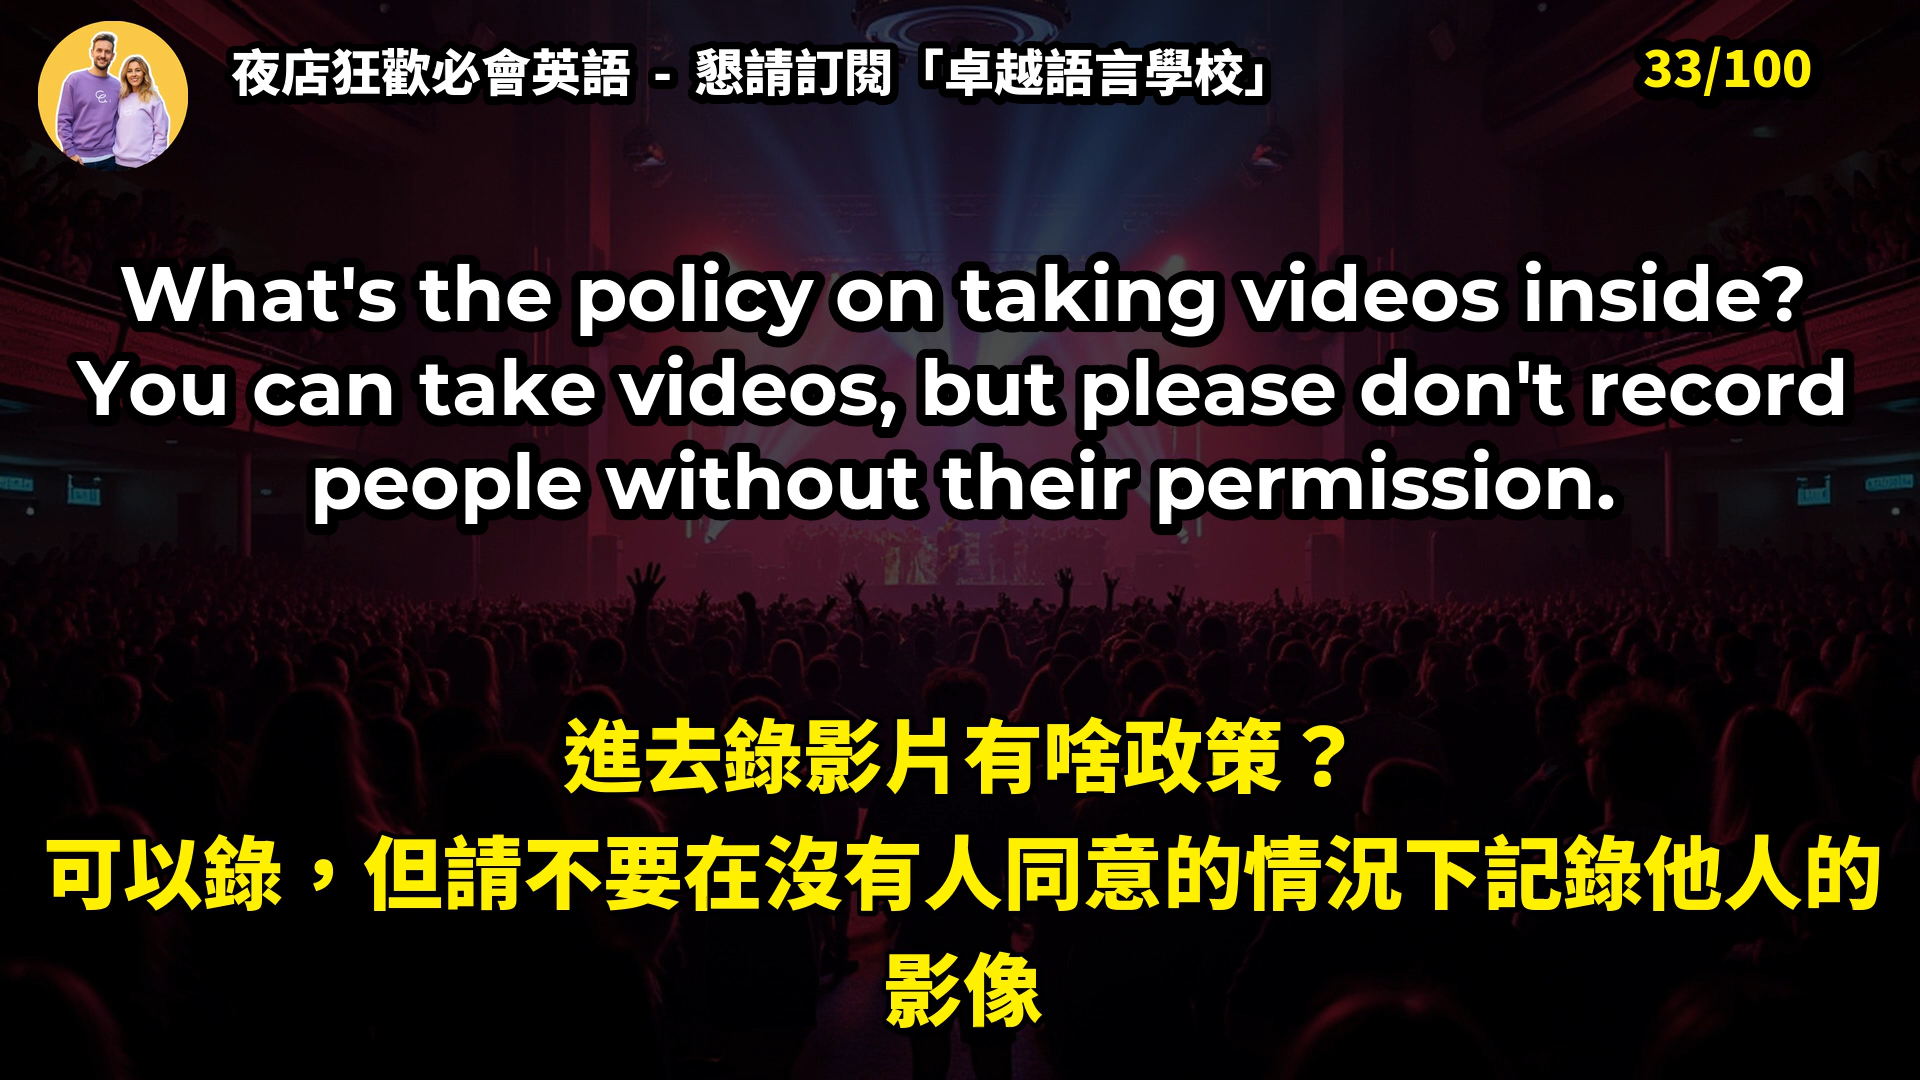 夜店狂歡必會英語 - 懇請訂閱「卓越語言學校」
33/100
What's the policy on taking videos inside?
You can take videos, but please don't record
people without their permission.
進去錄影片有啥政策？
可以錄，但請不要在沒有人同意的情況下記錄他人的
影像